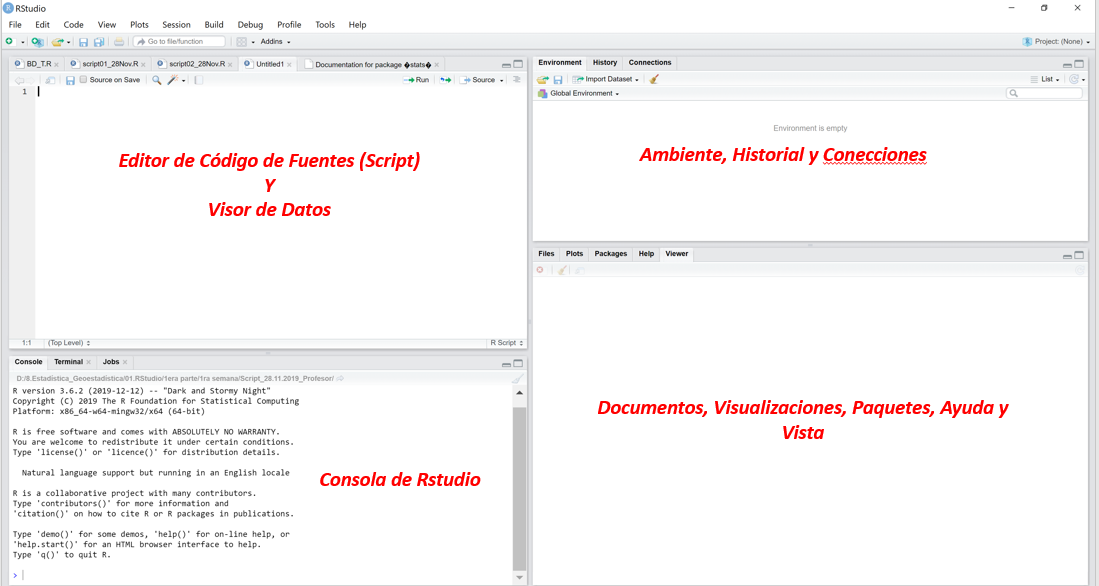 RStudio
File Edit Code View Plots Session Build Debug Profile Tools Help
Go to file/function Addins Project: (None)
BD_T.R script01_28Nov.R script02_28Nov.R Untitled1 Documentation for package �stats�
Source on Save Run Source
1
Editor de Código de Fuentes (Script)
Y
Visor de Datos
1:1 (Top Level) R Script
Environment History Connections
Import Dataset List
Global Environment
Environment is empty
Ambiente, Historial y Conecciones
Console Terminal Jobs
D:/8.Estadística_Geoestadística/01.RStudio/1era parte/1ra semana/Script_28.11.2019_Profesor/
R version 3.6.2 (2019-12-12) -- "Dark and Stormy Night"
Copyright (C) 2019 The R Foundation for Statistical Computing
Platform: x86_64-w64-mingw32/x64 (64-bit)
R is free software and comes with ABSOLUTELY NO WARRANTY.
You are welcome to redistribute it under certain conditions.
Type 'license()' or 'licence()' for distribution details.
Natural language support but running in an English locale
R is a collaborative project with many contributors.
Type 'contributors()' for more information and
'citation()' on how to cite R or R packages in publications.
Type 'demo()' for some demos, 'help()' for on-line help, or
'help.start()' for an HTML browser interface to help.
Type 'q()' to quit R.
>
Consola de Rstudio
Files Plots Packages Help Viewer
Documentos, Visualizaciones, Paquetes, Ayuda y
Vista